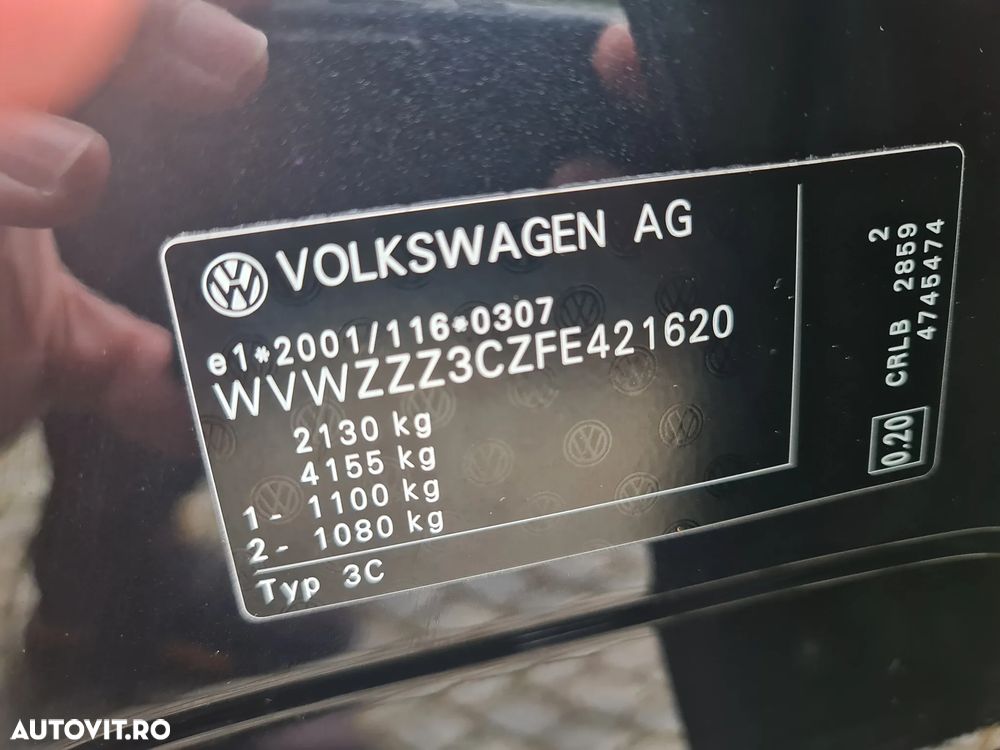 VOLKSWAGEN AG
e1*2001/116*0307
WVWZZZ3CZFE421620
2130 kg
4155 kg
1- 1100 kg
2- 1080 kg
Typ 3C
2
CRLB 2859
4745474
0.20
AUTOVIT.RO